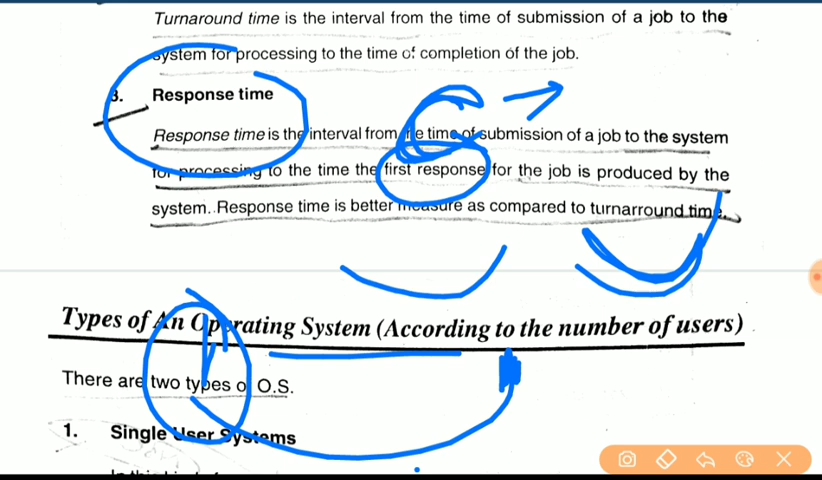 Turnaround time is the interval from the time of submission of a job to the
system for processing to the time of completion of the job.
3. Response time
Response time is the interval from the time of submission of a job to the system
for processing to the time the first response for the job is produced by the
system. Response time is better measure as compared to turnarround time.
Types of An Operating System (According to the number of users)
There are two types of O.S.
1. Single User Systems